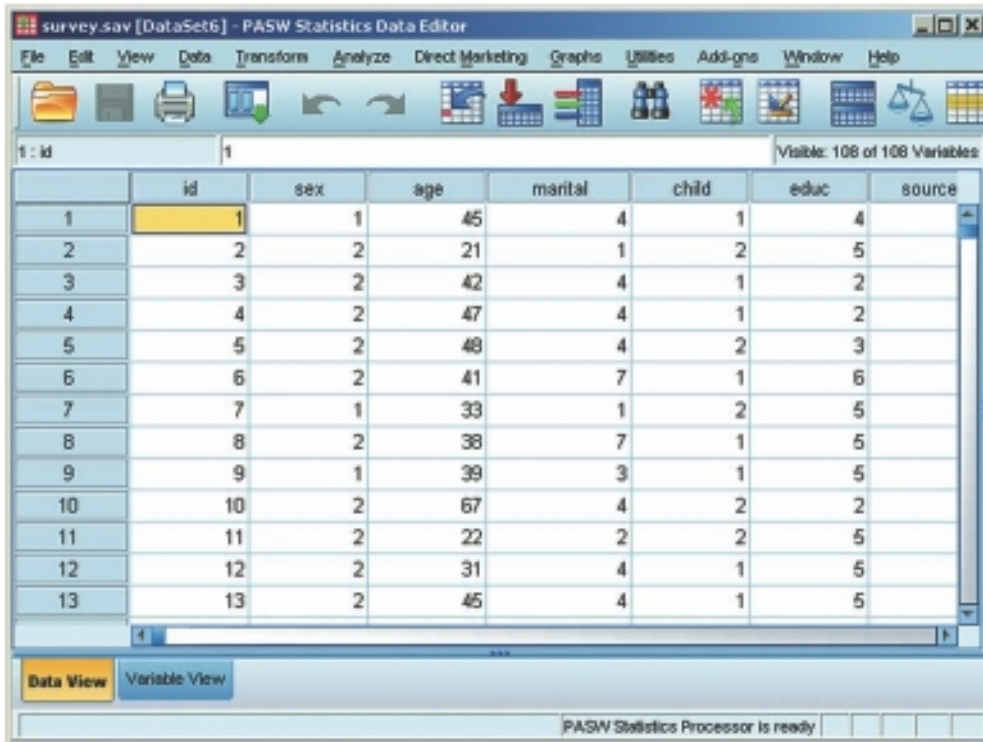 survey.sav [DataSet6] - PASW Statistics Data Editor
File Edit View Data Transform Analyze Direct Marketing Graphs Utilities Add-ons Window Help
1 : id 1 Visible: 108 of 108 Variables
id sex age marital child educ source
1 1 1 45 4 1 4
2 2 2 21 1 2 5
3 3 2 42 4 1 2
4 4 2 47 4 1 2
5 5 2 48 4 2 3
6 6 2 41 7 1 6
7 7 1 33 1 2 5
8 8 2 38 7 1 5
9 9 1 39 3 1 5
10 10 2 67 4 2 2
11 11 2 22 2 2 5
12 12 2 31 4 1 5
13 13 2 45 4 1 5
Data View Variable View
PASW Statistics Processor is ready